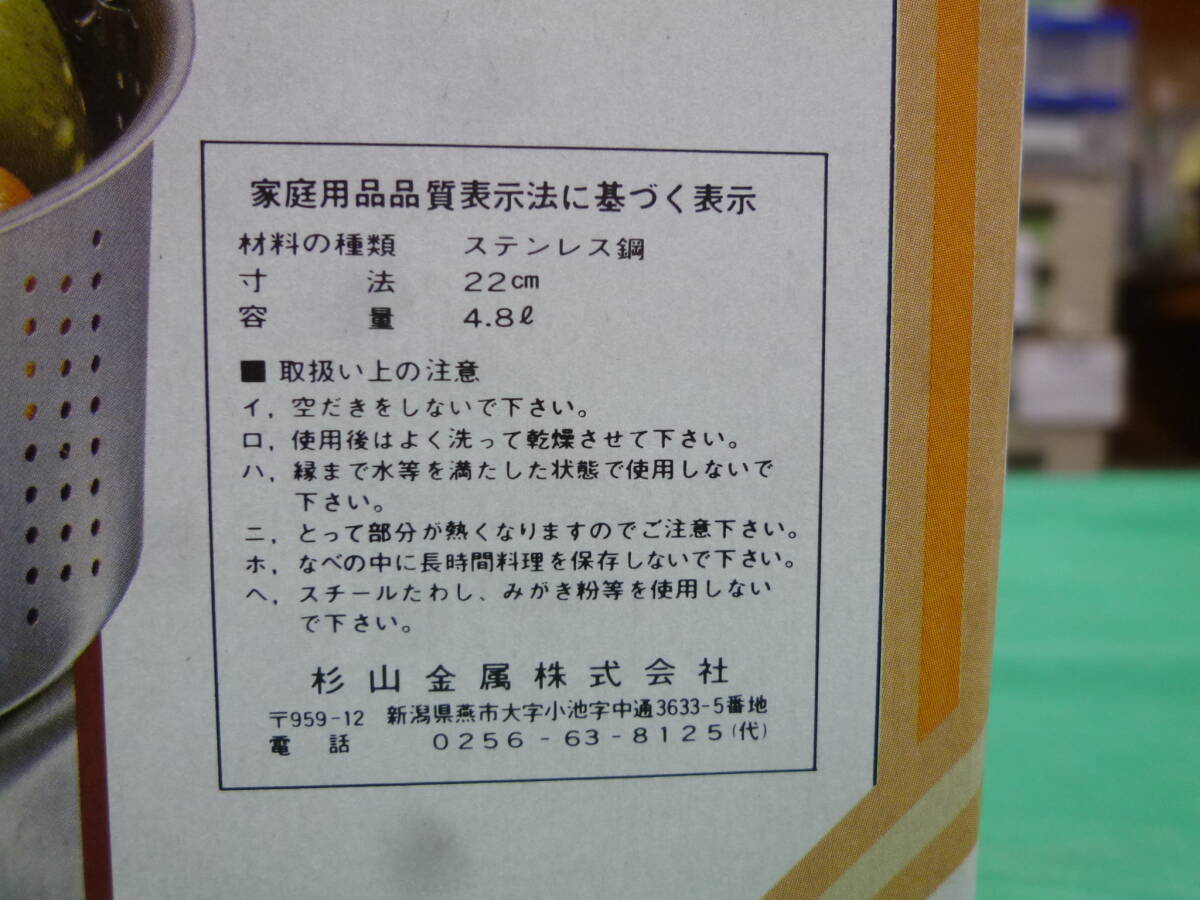 家庭用品品質表示法に基づく表示
材料の種類 ステンレス鋼
寸法 22cm
容量 4.8ℓ
■ 取扱い上の注意
イ, 空だきをしないで下さい。
ロ, 使用後はよく洗って乾燥させて下さい。
ハ, 縁まで水等を満たした状態で使用しないで
下さい。
ニ, とって部分が熱くなりますのでご注意下さい。
ホ, なべの中に長時間料理を保存しないで下さい。
ヘ, スチールたわし、みがき粉等を使用しない
で下さい。
杉山金属株式会社
〒959-12 新潟県燕市大字小池字中通3633-5番地
電話 0256-63-8125(代)